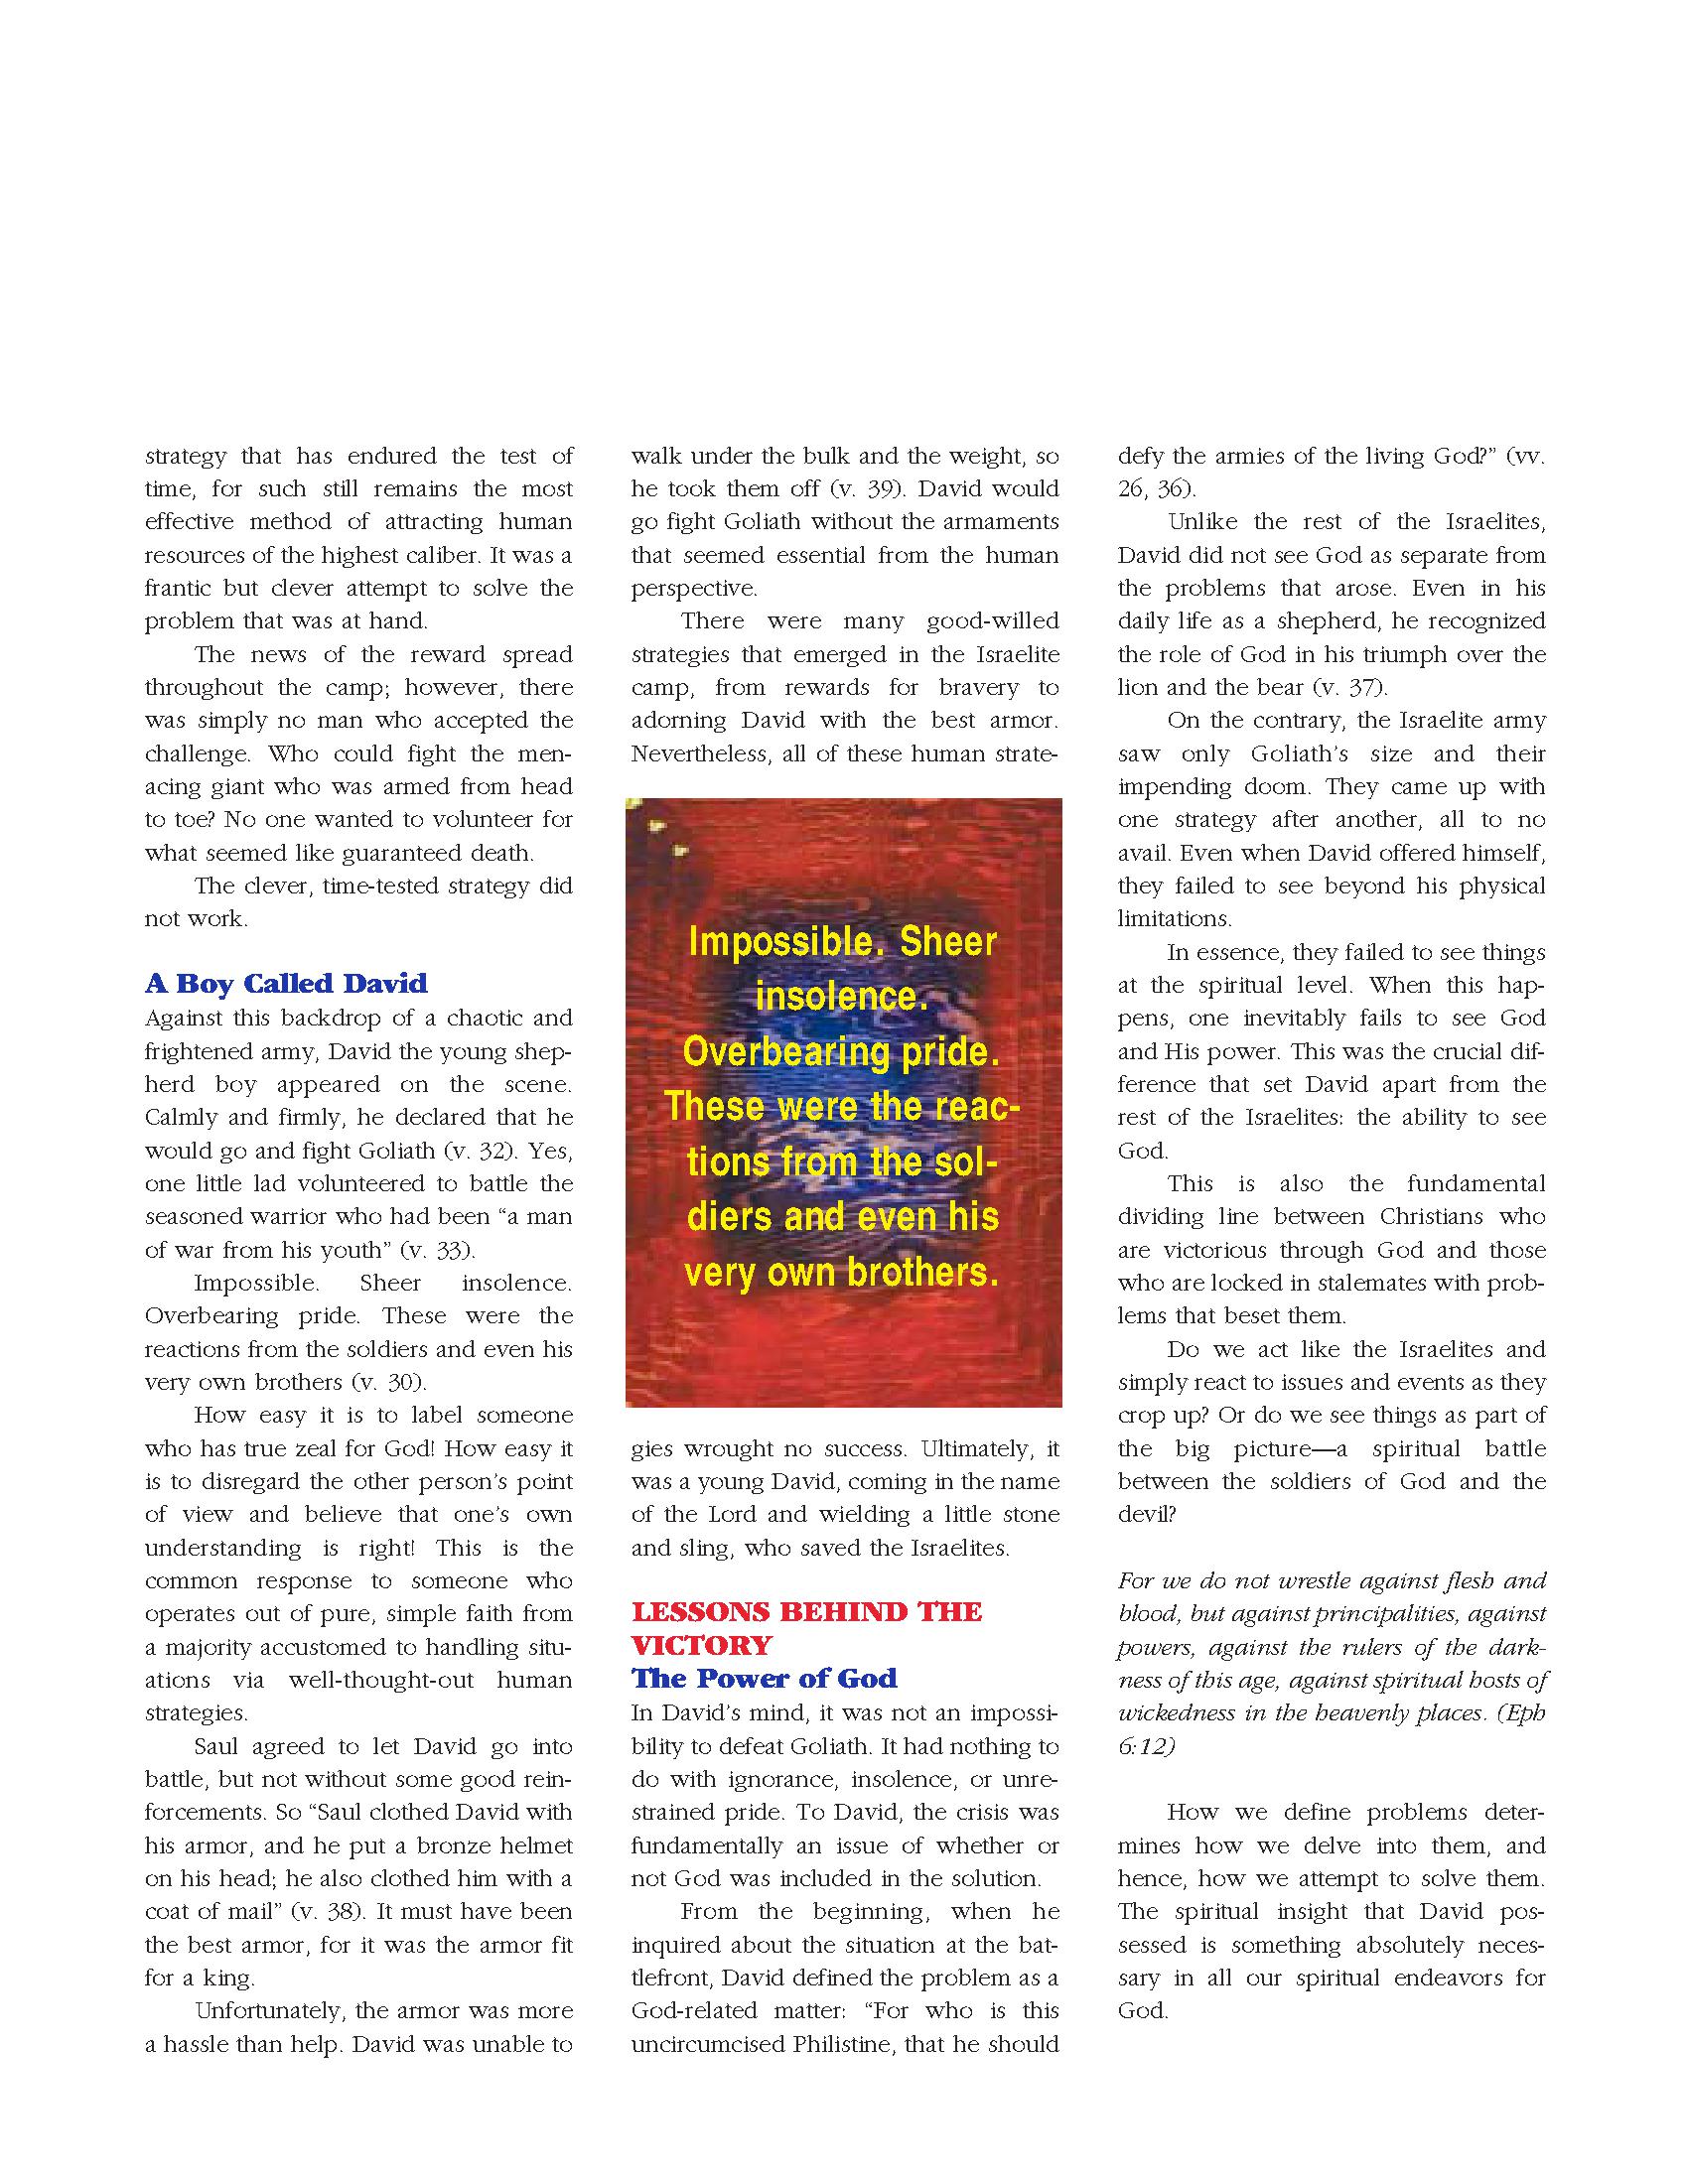 strategy that has endured the test of
time, for such still remains the most
effective method of attracting human
resources of the highest caliber. It was a
frantic but clever attempt to solve the
problem that was at hand.
The news of the reward spread
throughout the camp; however, there
was simply no man who accepted the
challenge. Who could fight the men-
acing giant who was armed from head
to toe? No one wanted to volunteer for
what seemed like guaranteed death.
The clever, time-tested strategy did
not work.
A Boy Called David
Against this backdrop of a chaotic and
frightened army, David the young shep-
herd boy appeared on the scene.
Calmly and firmly, he declared that he
would go and fight Goliath (v. 32). Yes,
one little lad volunteered to battle the
seasoned warrior who had been “a man
of war from his youth” (v. 33).
Impossible. Sheer insolence.
Overbearing pride. These were the
reactions from the soldiers and even his
very own brothers (v. 30).
How easy it is to label someone
who has true zeal for God! How easy it
is to disregard the other person’s point
of view and believe that one’s own
understanding is right! This is the
common response to someone who
operates out of pure, simple faith from
a majority accustomed to handling situ-
ations via well-thought-out human
strategies.
Saul agreed to let David go into
battle, but not without some good rein-
forcements. So “Saul clothed David with
his armor, and he put a bronze helmet
on his head; he also clothed him with a
coat of mail” (v. 38). It must have been
the best armor, for it was the armor fit
for a king.
Unfortunately, the armor was more
a hassle than help. David was unable to
walk under the bulk and the weight, so
he took them off (v. 39). David would
go fight Goliath without the armaments
that seemed essential from the human
perspective.
There were many good-willed
strategies that emerged in the Israelite
camp, from rewards for bravery to
adorning David with the best armor.
Nevertheless, all of these human strate-
Impossible. Sheer
insolence.
Overbearing pride.
These were the reac-
tions from the sol-
diers and even his
very own brothers.
gies wrought no success. Ultimately, it
was a young David, coming in the name
of the Lord and wielding a little stone
and sling, who saved the Israelites.
LESSONS BEHIND THE
VICTORY
The Power of God
In David’s mind, it was not an impossi-
bility to defeat Goliath. It had nothing to
do with ignorance, insolence, or unre-
strained pride. To David, the crisis was
fundamentally an issue of whether or
not God was included in the solution.
From the beginning, when he
inquired about the situation at the bat-
tlefront, David defined the problem as a
God-related matter: “For who is this
uncircumcised Philistine, that he should
defy the armies of the living God?” (vv.
26, 36).
Unlike the rest of the Israelites,
David did not see God as separate from
the problems that arose. Even in his
daily life as a shepherd, he recognized
the role of God in his triumph over the
lion and the bear (v. 37).
On the contrary, the Israelite army
saw only Goliath’s size and their
impending doom. They came up with
one strategy after another, all to no
avail. Even when David offered himself,
they failed to see beyond his physical
limitations.
In essence, they failed to see things
at the spiritual level. When this hap-
pens, one inevitably fails to see God
and His power. This was the crucial dif-
ference that set David apart from the
rest of the Israelites: the ability to see
God.
This is also the fundamental
dividing line between Christians who
are victorious through God and those
who are locked in stalemates with prob-
lems that beset them.
Do we act like the Israelites and
simply react to issues and events as they
crop up? Or do we see things as part of
the big picture—a spiritual battle
between the soldiers of God and the
devil?
For we do not wrestle against flesh and
blood, but against principalities, against
powers, against the rulers of the dark-
ness of this age, against spiritual hosts of
wickedness in the heavenly places. (Eph
6:12)
How we define problems deter-
mines how we delve into them, and
hence, how we attempt to solve them.
The spiritual insight that David pos-
sessed is something absolutely neces-
sary in all our spiritual endeavors for
God.